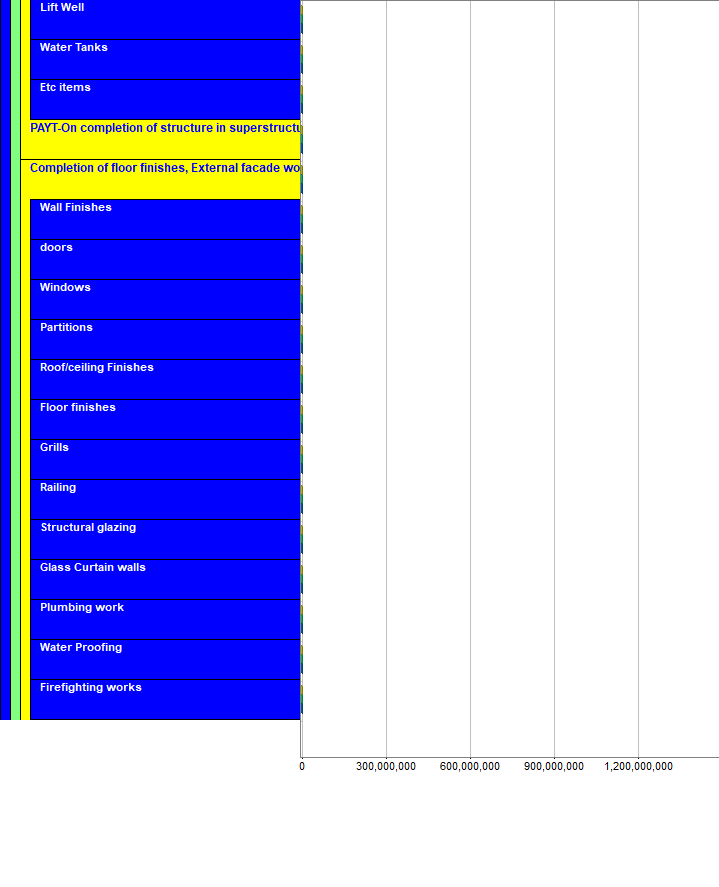 Lift Well
Water Tanks
Etc items
PAYT-On completion of structure in superstructu
Completion of floor finishes, External facade wo
Wall Finishes
doors
Windows
Partitions
Roof/ceiling Finishes
Floor finishes
Grills
Railing
Structural glazing
Glass Curtain walls
Plumbing work
Water Proofing
Firefighting works
0 300,000,000 600,000,000 900,000,000 1,200,000,000